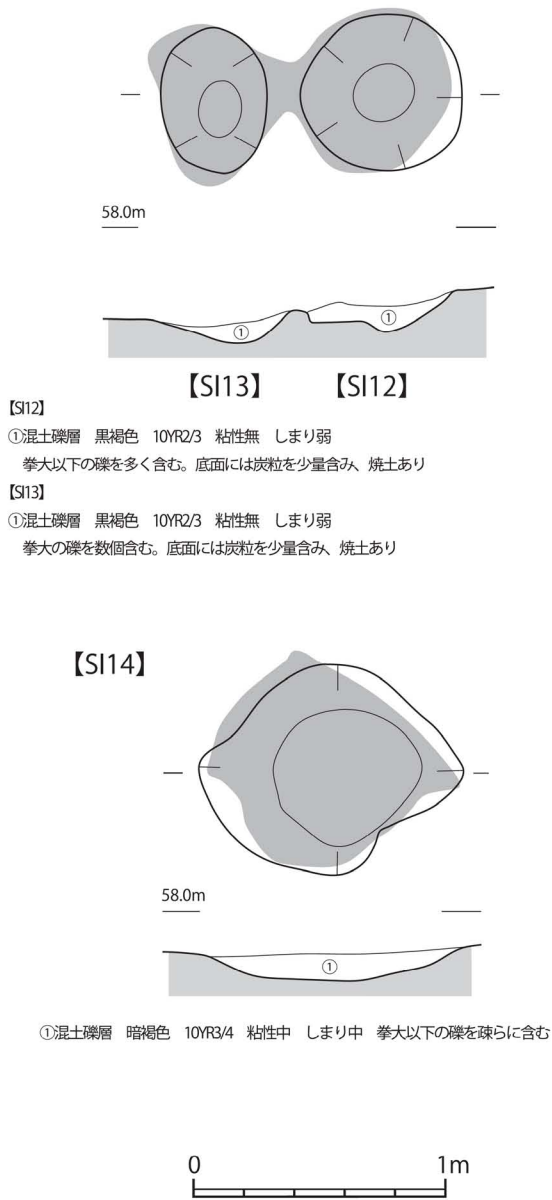 58.0m
①
①
【SI13】
【SI12】
【SI12】
①混土礫層　黒褐色　10YR2/3　粘性無　しまり弱
拳大以下の礫を多く含む。底面には炭粒を少量含み、焼土あり
【SI13】
①混土礫層　黒褐色　10YR2/3　粘性無　しまり弱
拳大の礫を数個含む。底面には炭粒を少量含み、焼土あり
【SI14】
58.0m
①
①混土礫層　暗褐色　10YR3/4　粘性中　しまり中　拳大以下の礫を疎らに含む
0
1m